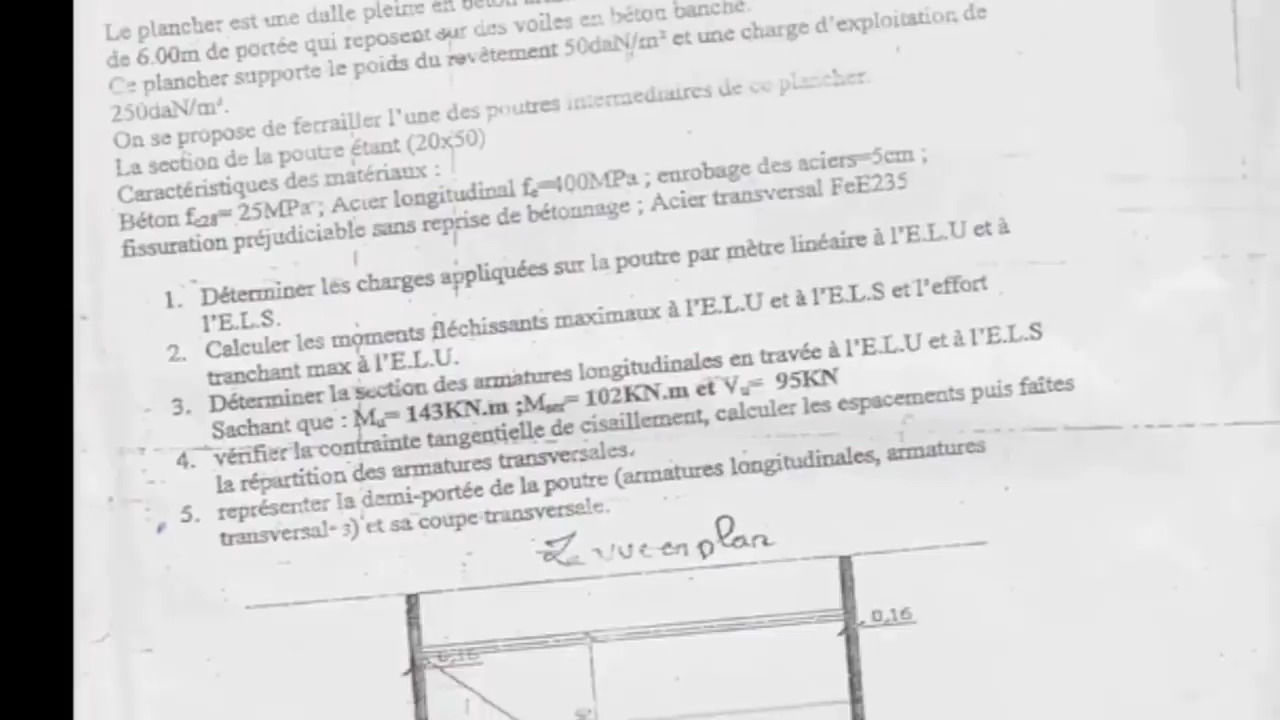 Le plancher est une dalle pleine en béton
de 6.00m de portée qui reposent sur des voiles en béton banché.
Ce plancher supporte le poids du revêtement 50daN/m² et une charge d'exploitation de
250daN/m².
On se propose de ferrailler l'une des poutres intermediaires de ce plancher.
La section de la poutre étant (20x50)
Caractéristiques des matériaux :
Béton fc28= 25MPa ; Acier longitudinal fe=400MPa ; enrobage des aciers=5cm ;
fissuration préjudiciable sans reprise de bétonnage ; Acier transversal FeE235
1. Déterminer les charges appliquées sur la poutre par mètre linéaire à l'E.L.U et à
l'E.L.S.
2. Calculer les moments fléchissants maximaux à l'E.L.U et à l'E.L.S et l'effort
tranchant max à l'E.L.U.
3. Déterminer la section des armatures longitudinales en travée à l'E.L.U et à l'E.L.S
Sachant que : Mu= 143KN.m ;Mser= 102KN.m et Vu= 95KN
4. vérifier la contrainte tangentielle de cisaillement, calculer les espacements puis faites
la répartition des armatures transversales.
5. représenter la demi-portée de la poutre (armatures longitudinales, armatures
et sa coupe transversale.
vue en plan
0,16
0,16